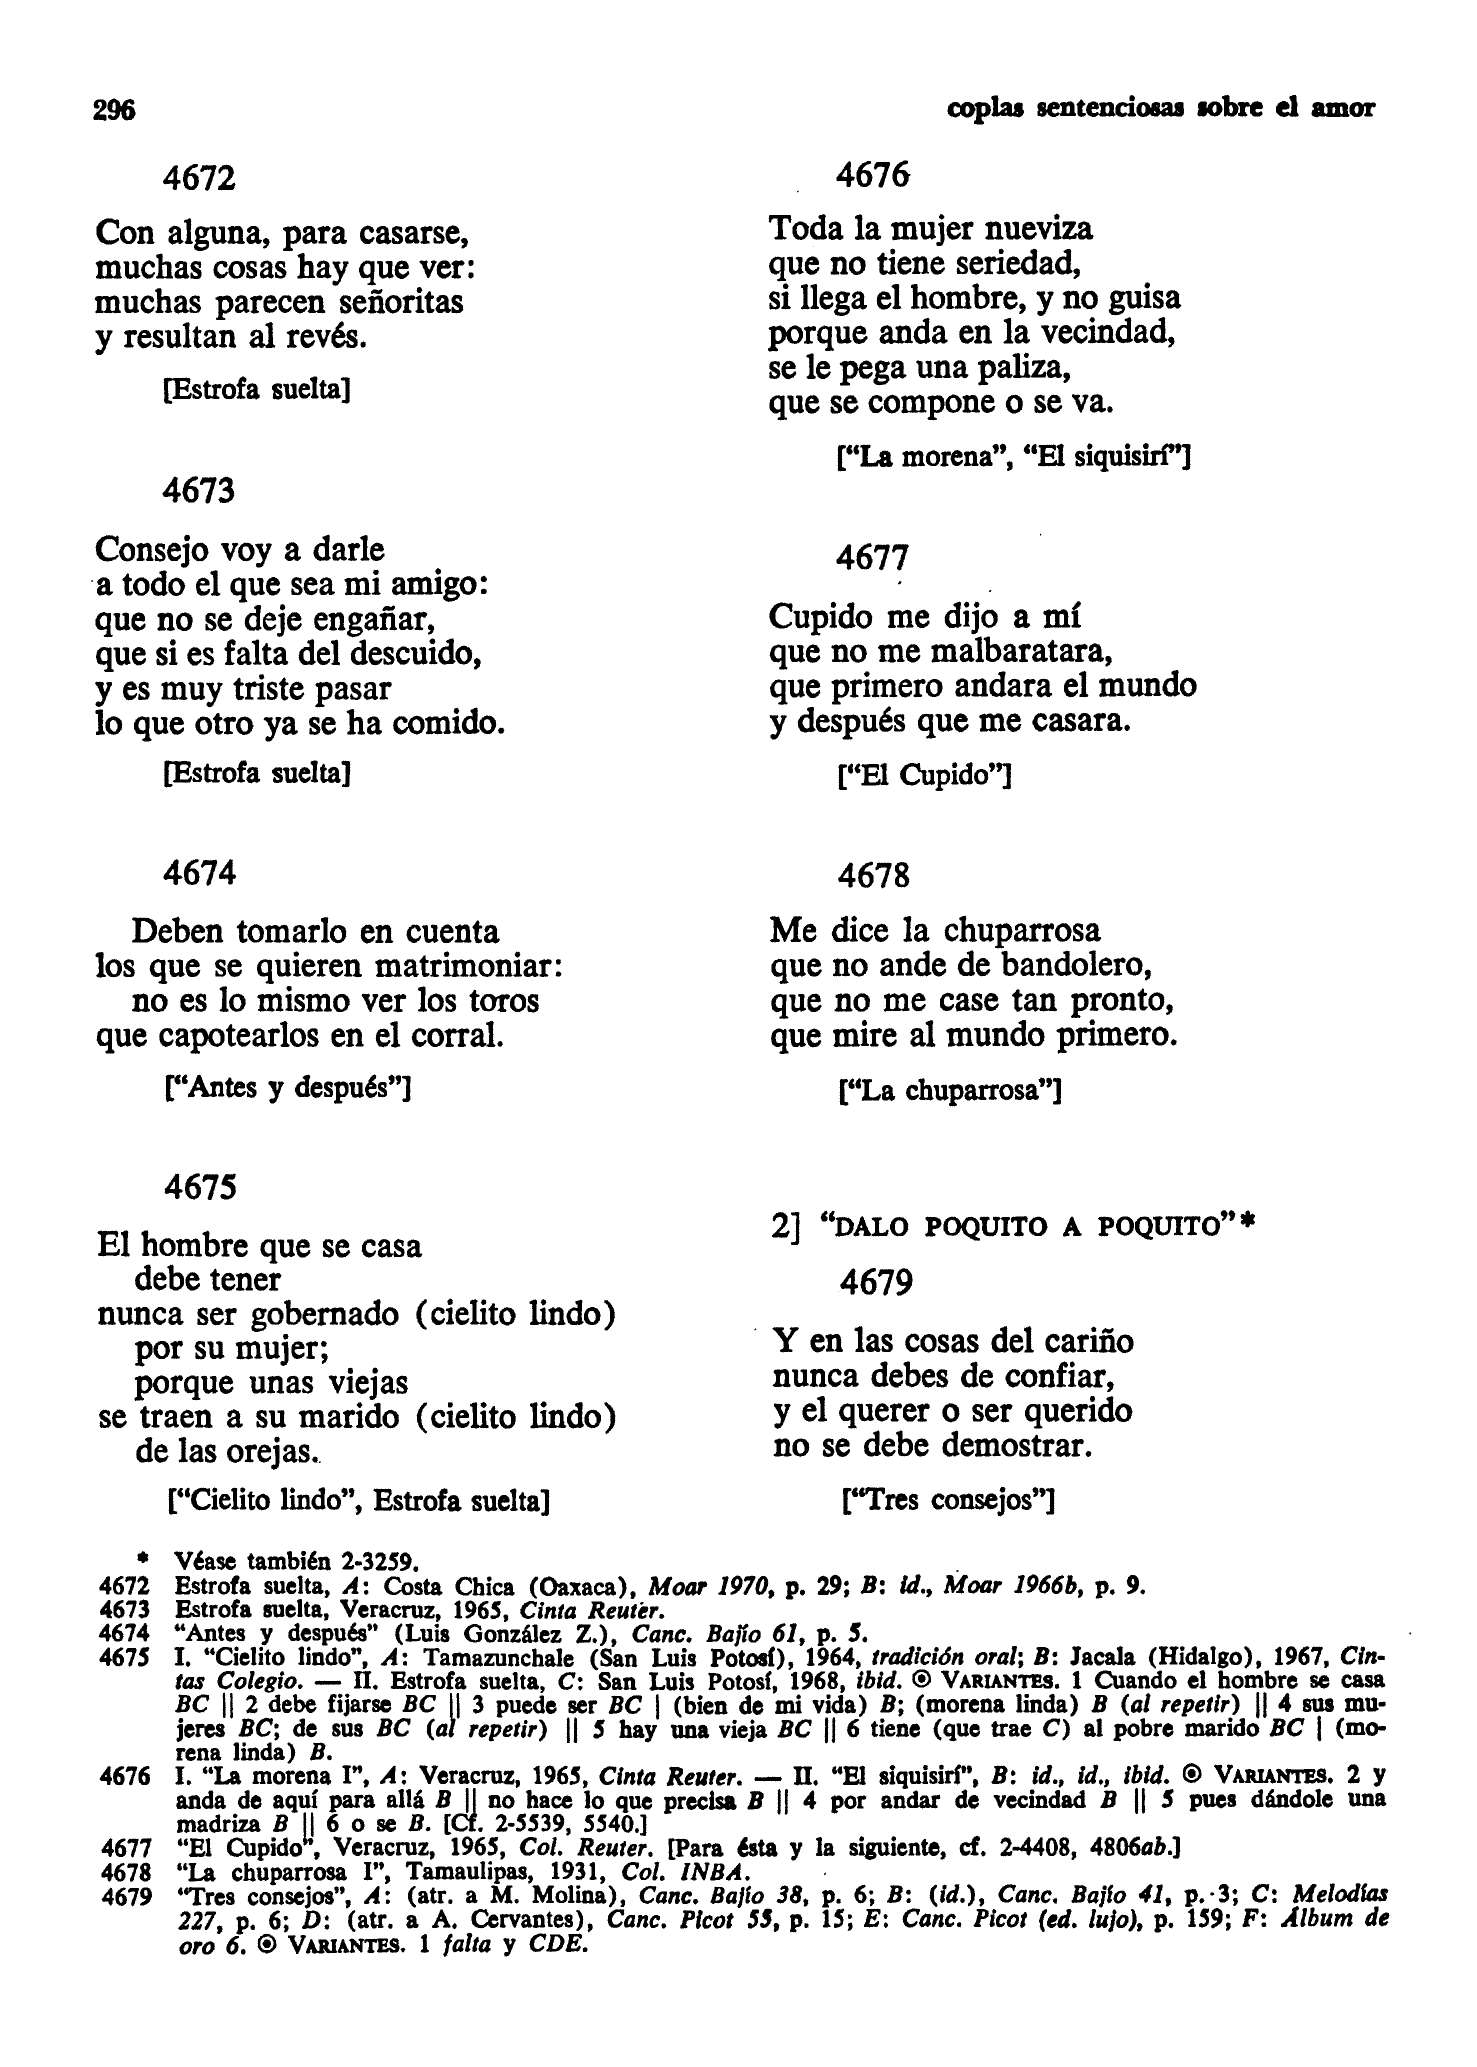 296
coplas sentenciosas sobre el amor
4672
Con alguna, para casarse,
muchas cosas hay que ver:
muchas parecen señoritas
y resultan al revés.
[Estrofa suelta]
4673
Consejo voy a darle
a todo el que sea mi amigo:
que no se deje engañar,
que si es falta del descuido,
y es muy triste pasar
lo que otro ya se ha comido.
[Estrofa suelta]
4674
Deben tomarlo en cuenta
los que se quieren matrimoniar:
no es lo mismo ver los toros
que capotearlos en el corral.
[“Antes y después”]
4675
El hombre que se casa
debe tener
nunca ser gobernado (cielito lindo)
por su mujer;
porque unas viejas
se traen a su marido (cielito lindo)
de las orejas.
[“Cielito lindo”, Estrofa suelta]
4676
Toda la mujer nueviza
que no tiene seriedad,
si llega el hombre, y no guisa
porque anda en la vecindad,
se le pega una paliza,
que se compone o se va.
[“La morena”, “El siquisirí”]
4677
Cupido me dijo a mí
que no me malbaratara,
que primero andara el mundo
y después que me casara.
[“El Cupido”]
4678
Me dice la chuparrosa
que no ande de bandolero,
que no me case tan pronto,
que mire al mundo primero.
[“La chuparrosa”]
2] “DALO POQUITO A POQUITO”*
4679
Y en las cosas del cariño
nunca debes de confiar,
y el querer o ser querido
no se debe demostrar.
[“Tres consejos”]
* Véase también 2-3259.
4672 Estrofa suelta, A: Costa Chica (Oaxaca), Moar 1970, p. 29; B: id., Moar 1966b, p. 9.
4673 Estrofa suelta, Veracruz, 1965, Cinta Reuter.
4674 “Antes y después” (Luis González Z.), Canc. Bajío 61, p. 5.
4675 I. “Cielito lindo”, A: Tamazunchale (San Luis Potosí), 1964, tradición oral; B: Jacala (Hidalgo), 1967, Cin-
tas Colegio. — II. Estrofa suelta, C: San Luis Potosí, 1968, ibid. ⊙ VARIANTES. 1 Cuando el hombre se casa
BC || 2 debe fijarse BC || 3 puede ser BC | (bien de mi vida) B; (morena linda) B (al repetir) || 4 sus mu-
jeres BC; de sus BC (al repetir) || 5 hay una vieja BC || 6 tiene (que trae C) al pobre marido BC | (mo-
rena linda) B.
4676 I. “La morena I”, A: Veracruz, 1965, Cinta Reuter. — II. “El siquisirí”, B: id., id., ibid. ⊙ VARIANTES. 2 y
anda de aquí para allá B || no hace lo que precisa B || 4 por andar de vecindad B || 5 pues dándole una
madriza B || 6 o se B. [Cf. 2-5539, 5540.]
4677 “El Cupido”, Veracruz, 1965, Col. Reuter. [Para ésta y la siguiente, cf. 2-4408, 4806ab.]
4678 “La chuparrosa I”, Tamaulipas, 1931, Col. INBA.
4679 “Tres consejos”, A: (atr. a M. Molina), Canc. Bajío 38, p. 6; B: (id.), Canc. Bajío 41, p. 3; C: Melodías
227, p. 6; D: (atr. a A. Cervantes), Canc. Picot 55, p. 15; E: Canc. Picot (ed. lujo), p. 159; F: Álbum de
oro 6. ⊙ VARIANTES. 1 falta y CDE.